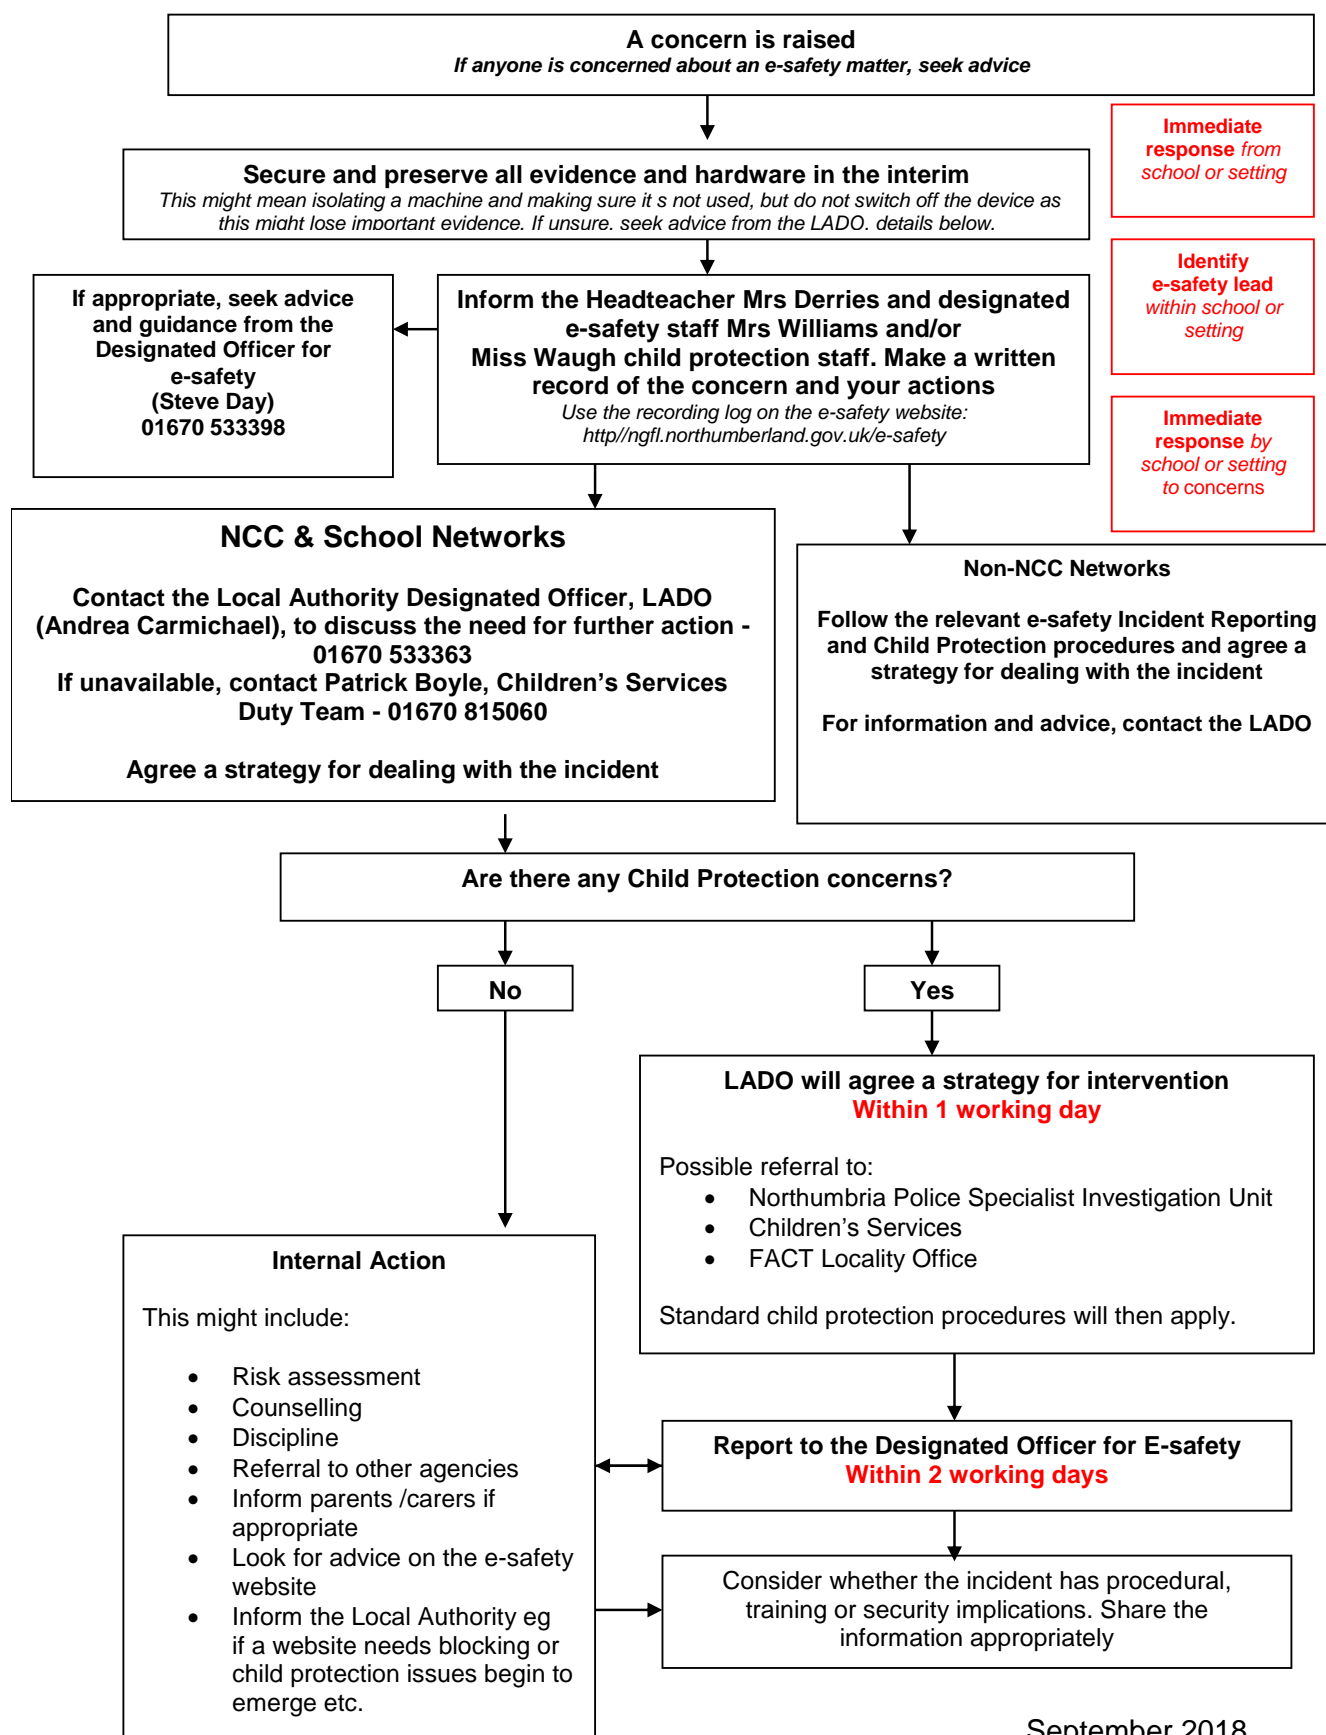 A concern is raised
If anyone is concerned about an e-safety matter, seek advice
Immediate
response from
school or setting
Secure and preserve all evidence and hardware in the interim
This might mean isolating a machine and making sure it s not used, but do not switch off the device as
this might lose important evidence. If unsure, seek advice from the LADO, details below.
Identify
e-safety lead
within school or
setting
If appropriate, seek advice
and guidance from the
Designated Officer for
e-safety
(Steve Day)
01670 533398
Inform the Headteacher Mrs Derries and designated
e-safety staff Mrs Williams and/or
Miss Waugh child protection staff. Make a written
record of the concern and your actions
Use the recording log on the e-safety website:
http//ngfl.northumberland.gov.uk/e-safety
Immediate
response by
school or setting
to concerns
NCC & School Networks
Contact the Local Authority Designated Officer, LADO
(Andrea Carmichael), to discuss the need for further action -
01670 533363
If unavailable, contact Patrick Boyle, Children’s Services
Duty Team - 01670 815060
Agree a strategy for dealing with the incident
Non-NCC Networks
Follow the relevant e-safety Incident Reporting
and Child Protection procedures and agree a
strategy for dealing with the incident
For information and advice, contact the LADO
Are there any Child Protection concerns?
No
Yes
LADO will agree a strategy for intervention
Within 1 working day
Possible referral to:
• Northumbria Police Specialist Investigation Unit
• Children’s Services
• FACT Locality Office
Standard child protection procedures will then apply.
Internal Action
This might include:
• Risk assessment
• Counselling
• Discipline
• Referral to other agencies
• Inform parents /carers if
appropriate
• Look for advice on the e-safety
website
• Inform the Local Authority eg
if a website needs blocking or
child protection issues begin to
emerge etc.
Report to the Designated Officer for E-safety
Within 2 working days
Consider whether the incident has procedural,
training or security implications. Share the
information appropriately
September 2018